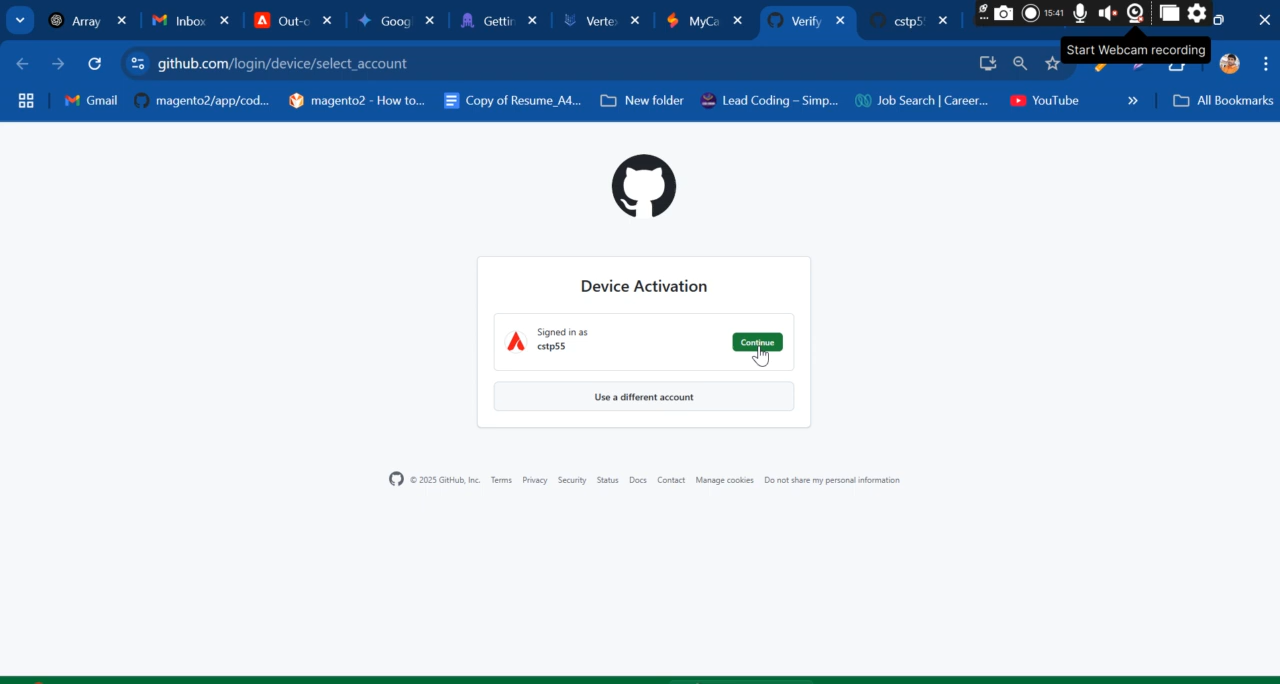 Array
Inbox
Out-o
Goog
Gettin
Vertex
MyCa
Verify
cstp5
15:41
Start Webcam recording
github.com/login/device/select_account
Gmail
magento2/app/cod...
magento2 - How to...
Copy of Resume_A4...
New folder
Lead Coding – Simp...
Job Search | Career...
YouTube
All Bookmarks
Device Activation
Signed in as
cstp55
Continue
Use a different account
© 2025 GitHub, Inc. Terms Privacy Security Status Docs Contact Manage cookies Do not share my personal information